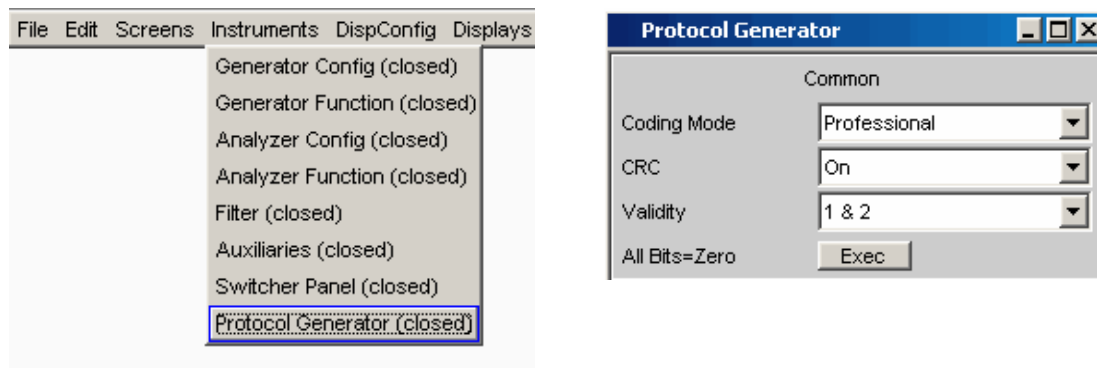 File Edit Screens Instruments DispConfig Displays
Generator Config (closed)
Generator Function (closed)
Analyzer Config (closed)
Analyzer Function (closed)
Filter (closed)
Auxiliaries (closed)
Switcher Panel (closed)
Protocol Generator (closed)
Protocol Generator
Common
Coding Mode Professional
CRC On
Validity 1 & 2
All Bits=Zero Exec